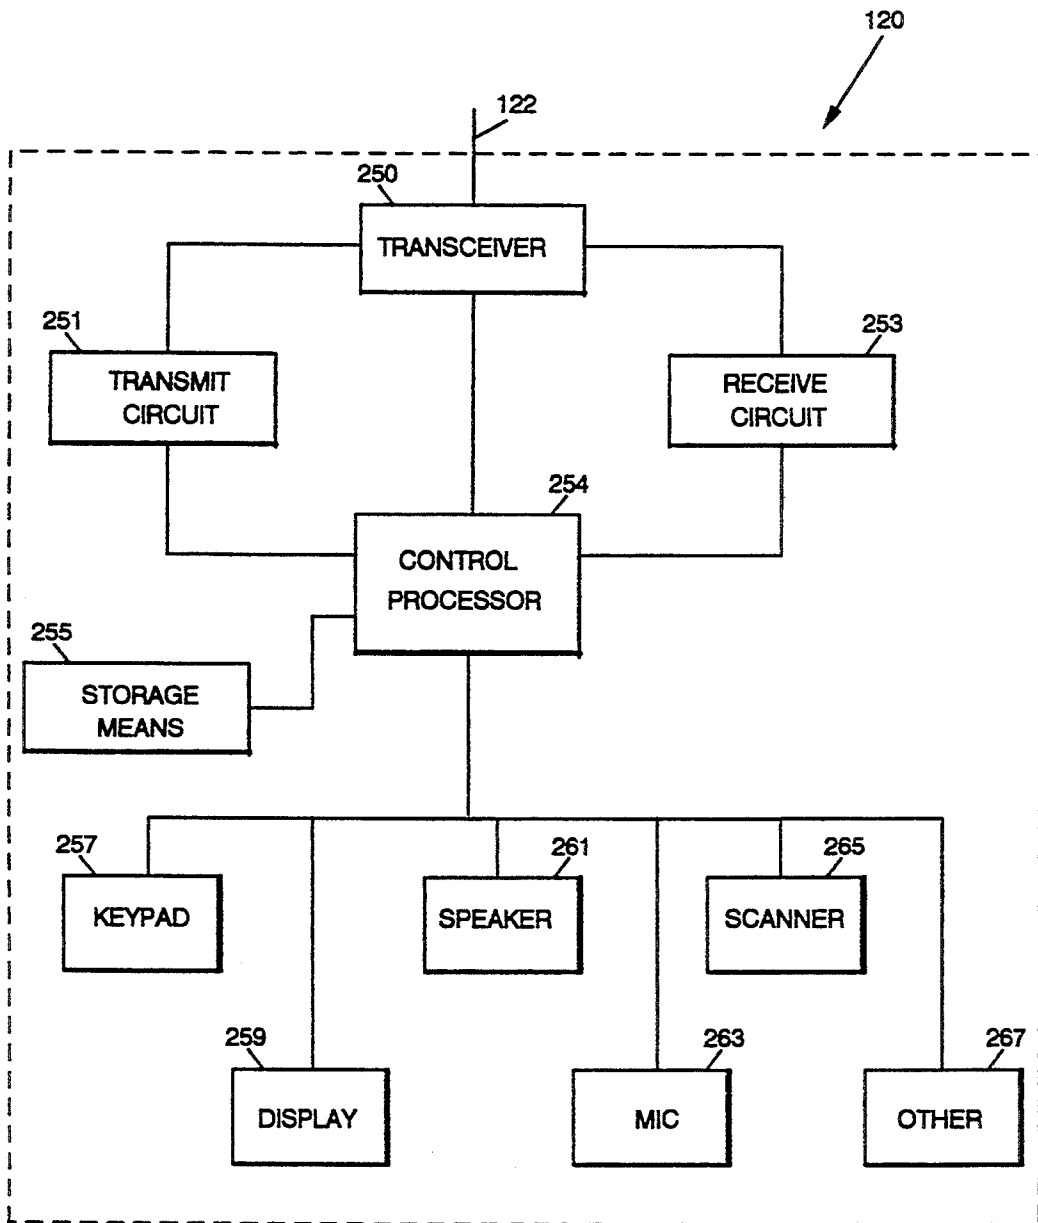 120
122
250
TRANSCEIVER
251
TRANSMIT
CIRCUIT
253
RECEIVE
CIRCUIT
254
CONTROL
PROCESSOR
255
STORAGE
MEANS
257
KEYPAD
261
SPEAKER
265
SCANNER
259
DISPLAY
263
MIC
267
OTHER